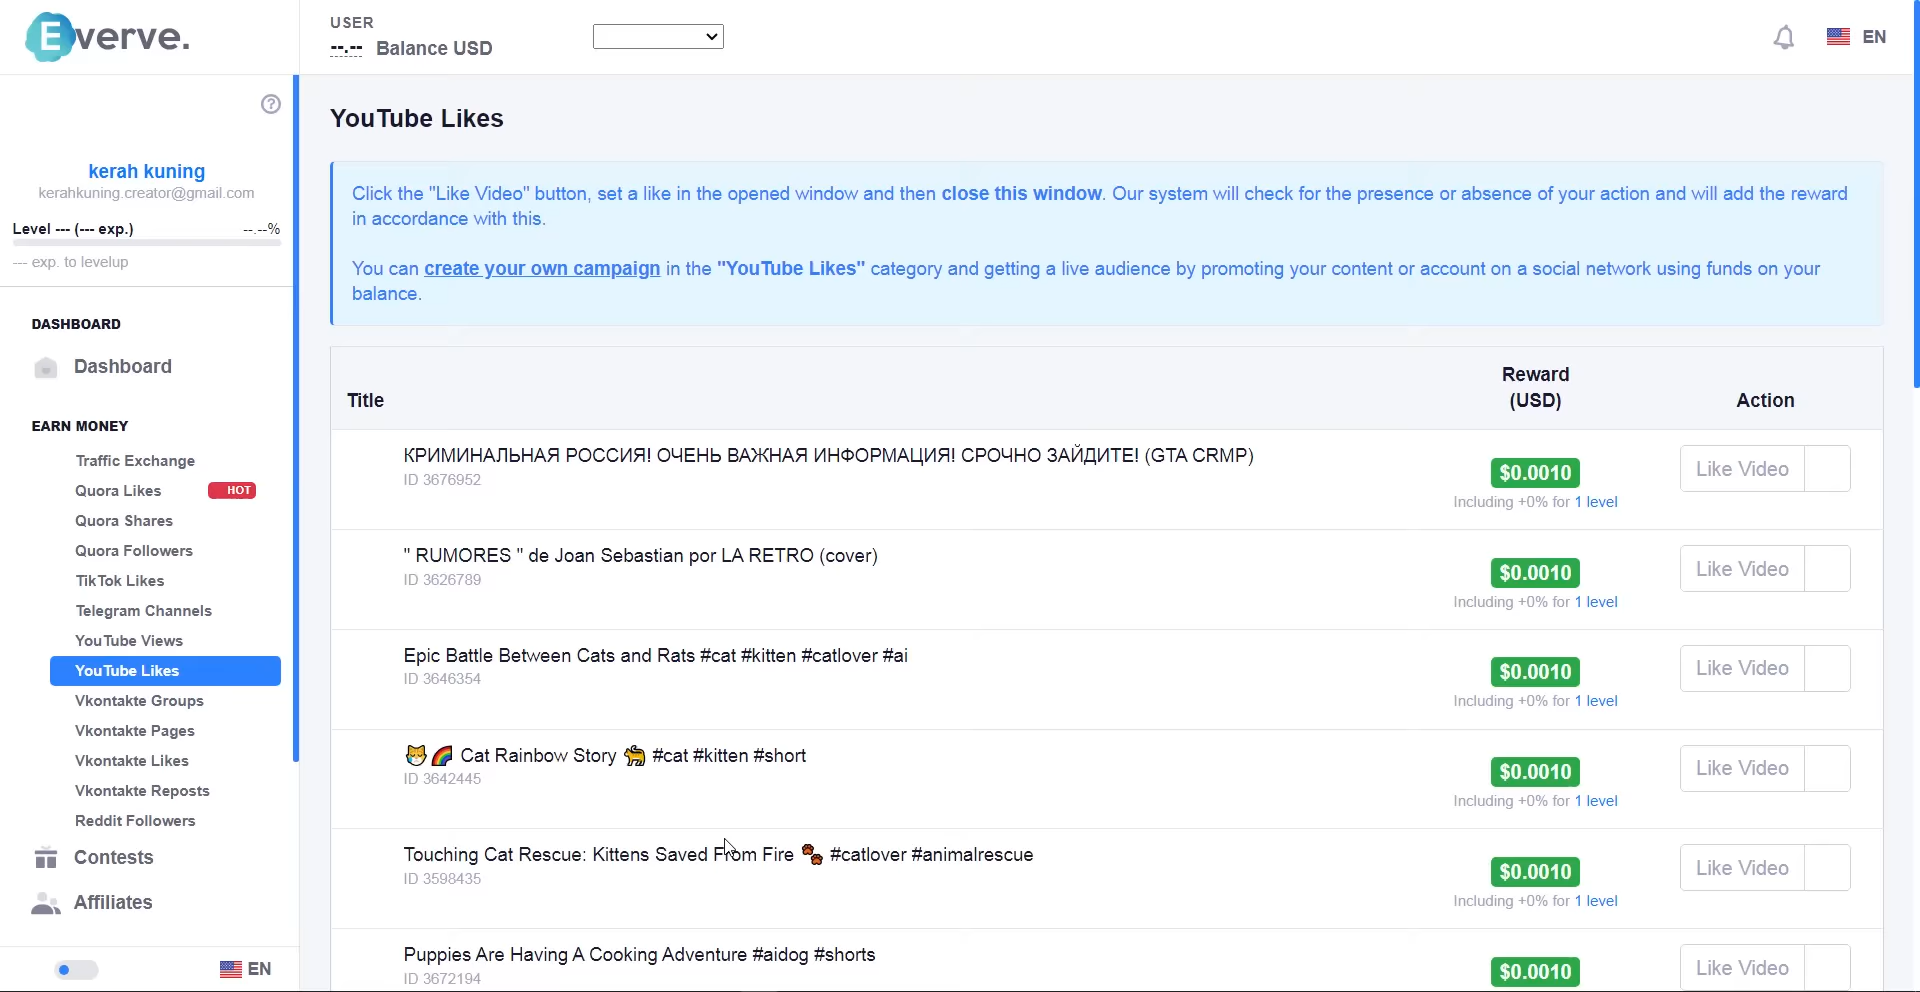 Everve.
USER
--.-- Balance USD
EN
kerah kuning
kerahkuning.creator@gmail.com
Level --- (--- exp.) --.--%
--- exp. to levelup
DASHBOARD
Dashboard
EARN MONEY
Traffic Exchange
Quora Likes HOT
Quora Shares
Quora Followers
TikTok Likes
Telegram Channels
YouTube Views
YouTube Likes
Vkontakte Groups
Vkontakte Pages
Vkontakte Likes
Vkontakte Reposts
Reddit Followers
Contests
Affiliates
EN
YouTube Likes
Click the "Like Video" button, set a like in the opened window and then close this window. Our system will check for the presence or absence of your action and will add the reward
in accordance with this.
You can create your own campaign in the "YouTube Likes" category and getting a live audience by promoting your content or account on a social network using funds on your
balance.
Title Reward (USD) Action
КРИМИНАЛЬНАЯ РОССИЯ! ОЧЕНЬ ВАЖНАЯ ИНФОРМАЦИЯ! СРОЧНО ЗАЙДИТЕ! (GTA CRMP)
ID 3676952
$0.0010
Including +0% for 1 level
Like Video
" RUMORES " de Joan Sebastian por LA RETRO (cover)
ID 3626789
$0.0010
Including +0% for 1 level
Like Video
Epic Battle Between Cats and Rats #cat #kitten #catlover #ai
ID 3646354
$0.0010
Including +0% for 1 level
Like Video
😿🌈 Cat Rainbow Story 🐈 #cat #kitten #short
ID 3642445
$0.0010
Including +0% for 1 level
Like Video
Touching Cat Rescue: Kittens Saved From Fire 🐾 #catlover #animalrescue
ID 3598435
$0.0010
Including +0% for 1 level
Like Video
Puppies Are Having A Cooking Adventure #aidog #shorts
ID 3672194
$0.0010
Like Video